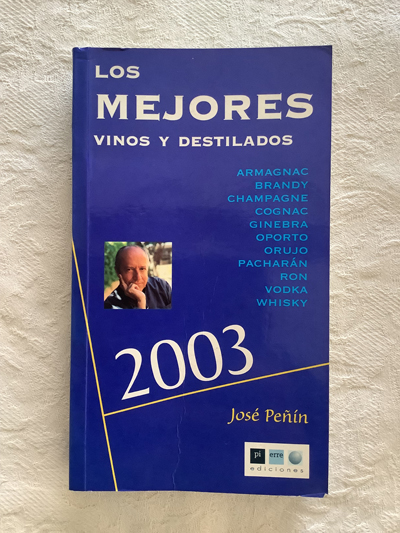 LOS
MEJORES
VINOS Y DESTILADOS
ARMAGNAC
BRANDY
CHAMPAGNE
COGNAC
GINEBRA
OPORTO
ORUJO
PACHARÁN
RON
VODKA
WHISKY
2003
José Peñín
pi erre
ediciones